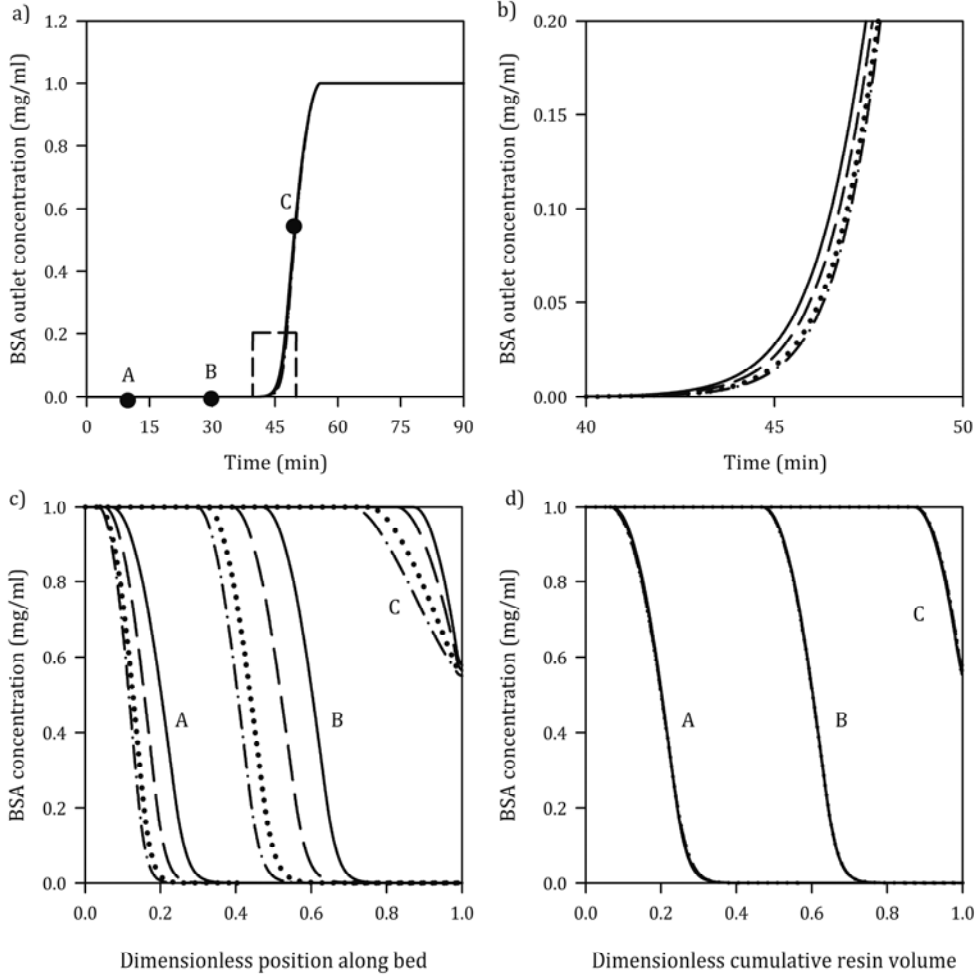 a)
BSA outlet concentration (mg/ml)
1.2
1.0
0.8
0.6
0.4
0.2
0.0
A
B
C
0 15 30 45 60 75 90
Time (min)
b)
BSA outlet concentration (mg/ml)
0.20
0.15
0.10
0.05
0.00
40 45 50
Time (min)
c)
BSA concentration (mg/ml)
1.0
0.8
0.6
0.4
0.2
0.0
A
B
C
0.0 0.2 0.4 0.6 0.8 1.0
Dimensionless position along bed
d)
BSA concentration (mg/ml)
1.0
0.8
0.6
0.4
0.2
0.0
A
B
C
0.0 0.2 0.4 0.6 0.8 1.0
Dimensionless cumulative resin volume